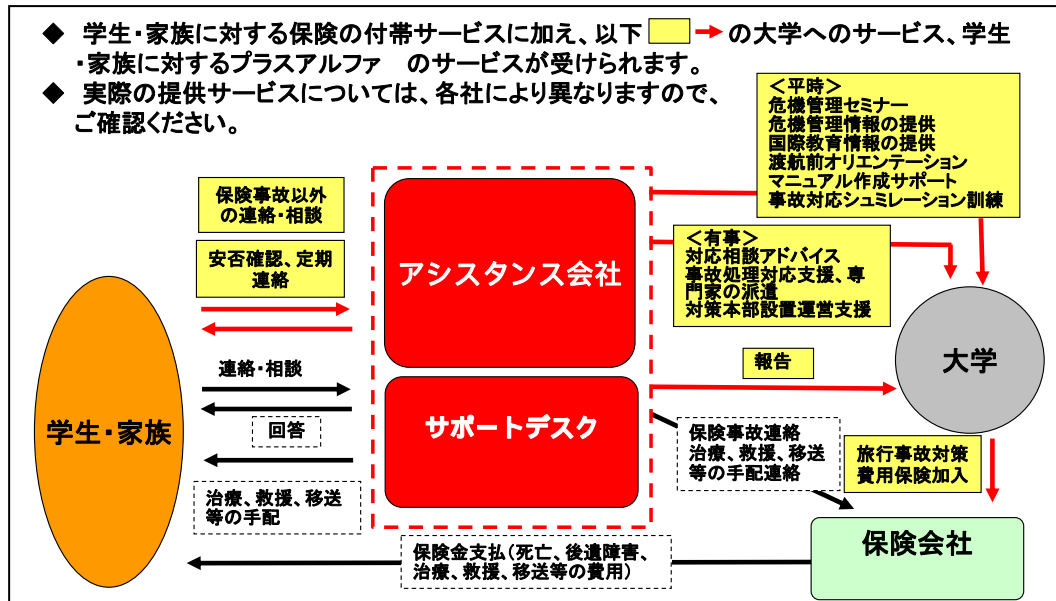 ◆ 学生・家族に対する保険の付帯サービスに加え、以下 → の大学へのサービス、学生
・家族に対するプラスアルファ のサービスが受けられます。
◆ 実際の提供サービスについては、各社により異なりますので、
ご確認ください。
＜平時＞
危機管理セミナー
危機管理情報の提供
国際教育情報の提供
渡航前オリエンテーション
マニュアル作成サポート
事故対応シュミレーション訓練
保険事故以外
の連絡・相談
安否確認、定期
連絡
アシスタンス会社
＜有事＞
対応相談アドバイス
事故処理対応支援、専
門家の派遣
対策本部設置運営支援
大学
連絡・相談
報告
学生・家族
回答
サポートデスク
保険事故連絡
治療、救援、移送
等の手配連絡
旅行事故対策
費用保険加入
治療、救援、移送
等の手配
保険金支払（死亡、後遺障害、
治療、救援、移送等の費用）
保険会社